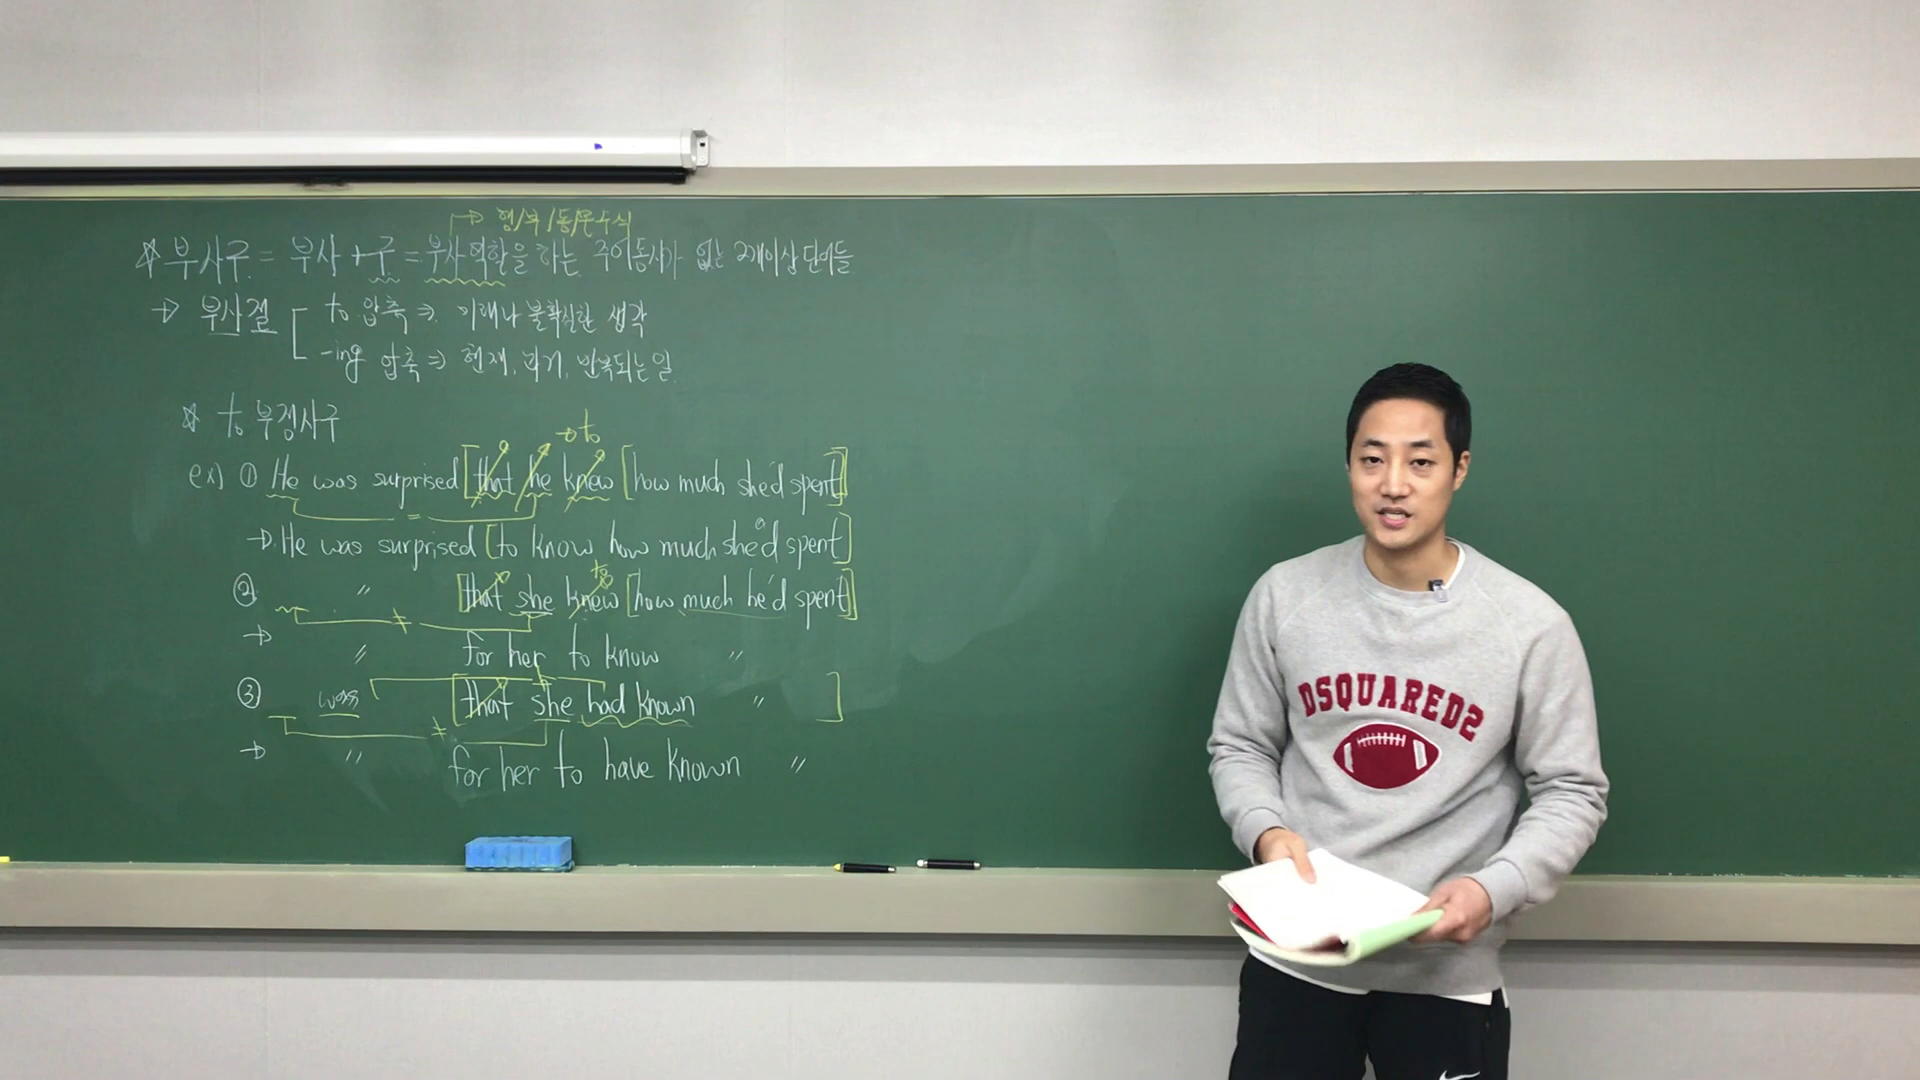 → 형/부/동/문수식
☆ 부사구 = 부사+구 = 부사역할을 하는 주어동사가 없는 2개이상 단어들
→ 부사절 [ to 압축 ⇒ 미래나 불확실한 생각
-ing 압축 ⇒ 현재, 과거, 반복되는 일
☆ to 부정사구
→ to
ex) ① He was surprised [that he knew [how much she'd spent]]
=
→ He was surprised [to know how much she'd spent]
to
② " [that she knew [how much he'd spent]]
≠
→ " for her to know "
③ was [that she had known " ]
≠
→ " for her to have known "
DSQUARED2